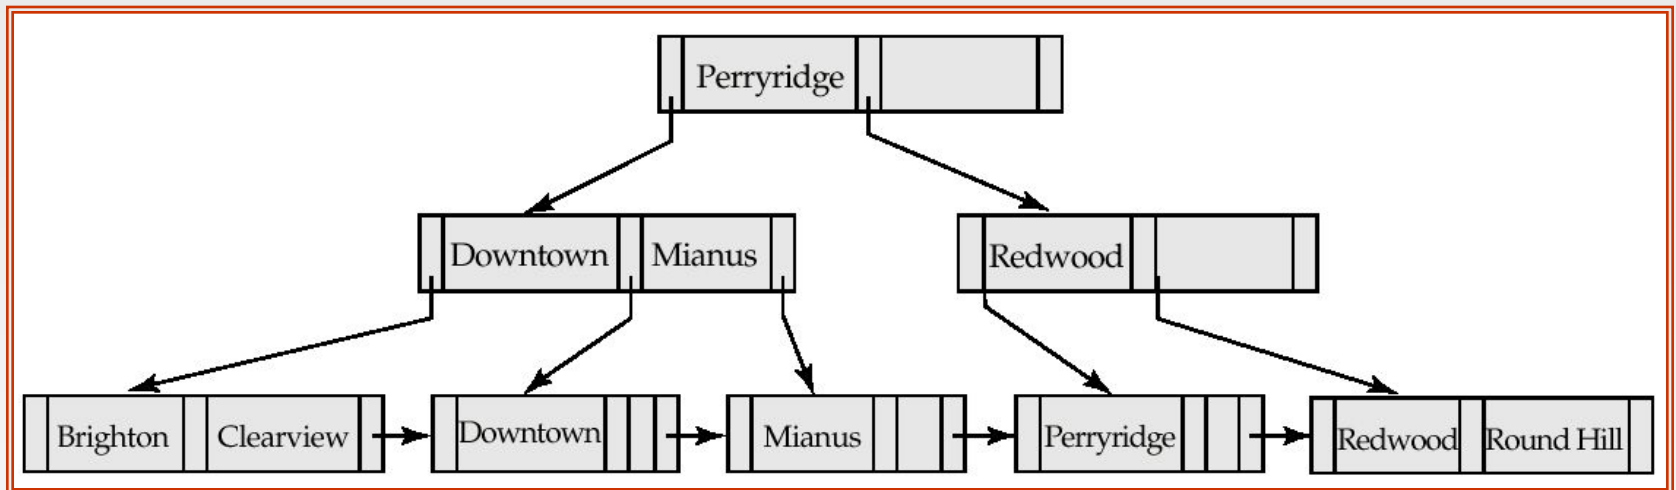 Perryridge
Downtown Mianus Redwood
Brighton Clearview Downtown Mianus Perryridge Redwood Round Hill